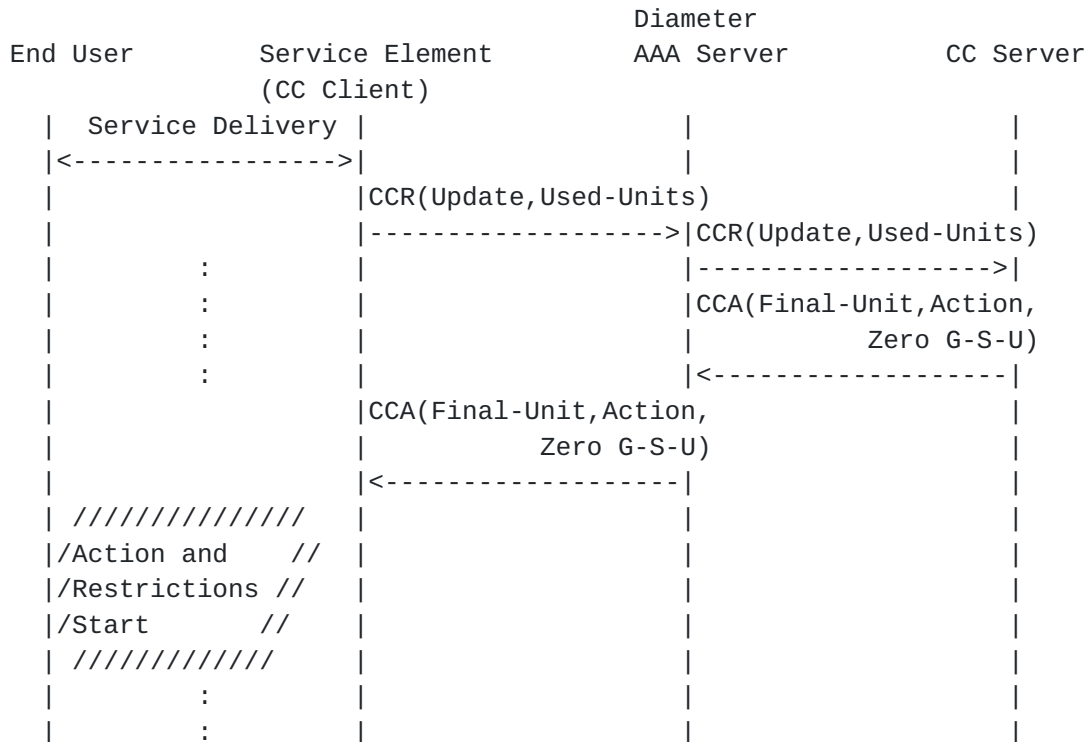 Diameter
End User        Service Element         AAA Server          CC Server
                (CC Client)
  |  Service Delivery |                    |                    |
  |<----------------->|                    |                    |
  |                   |CCR(Update,Used-Units)                   |
  |                   |------------------->|CCR(Update,Used-Units)
  |         :         |                    |------------------->|
  |         :         |                    |CCA(Final-Unit,Action,
  |         :         |                    |           Zero G-S-U)
  |         :         |                    |<-------------------|
  |                   |CCA(Final-Unit,Action,                   |
  |                   |           Zero G-S-U)                   |
  |                   |<-------------------|                    |
  | ///////////////   |                    |                    |
  |/Action and    //  |                    |                    |
  |/Restrictions //   |                    |                    |
  |/Start       //    |                    |                    |
  | /////////////     |                    |                    |
  |         :         |                    |                    |
  |         :         |                    |                    |